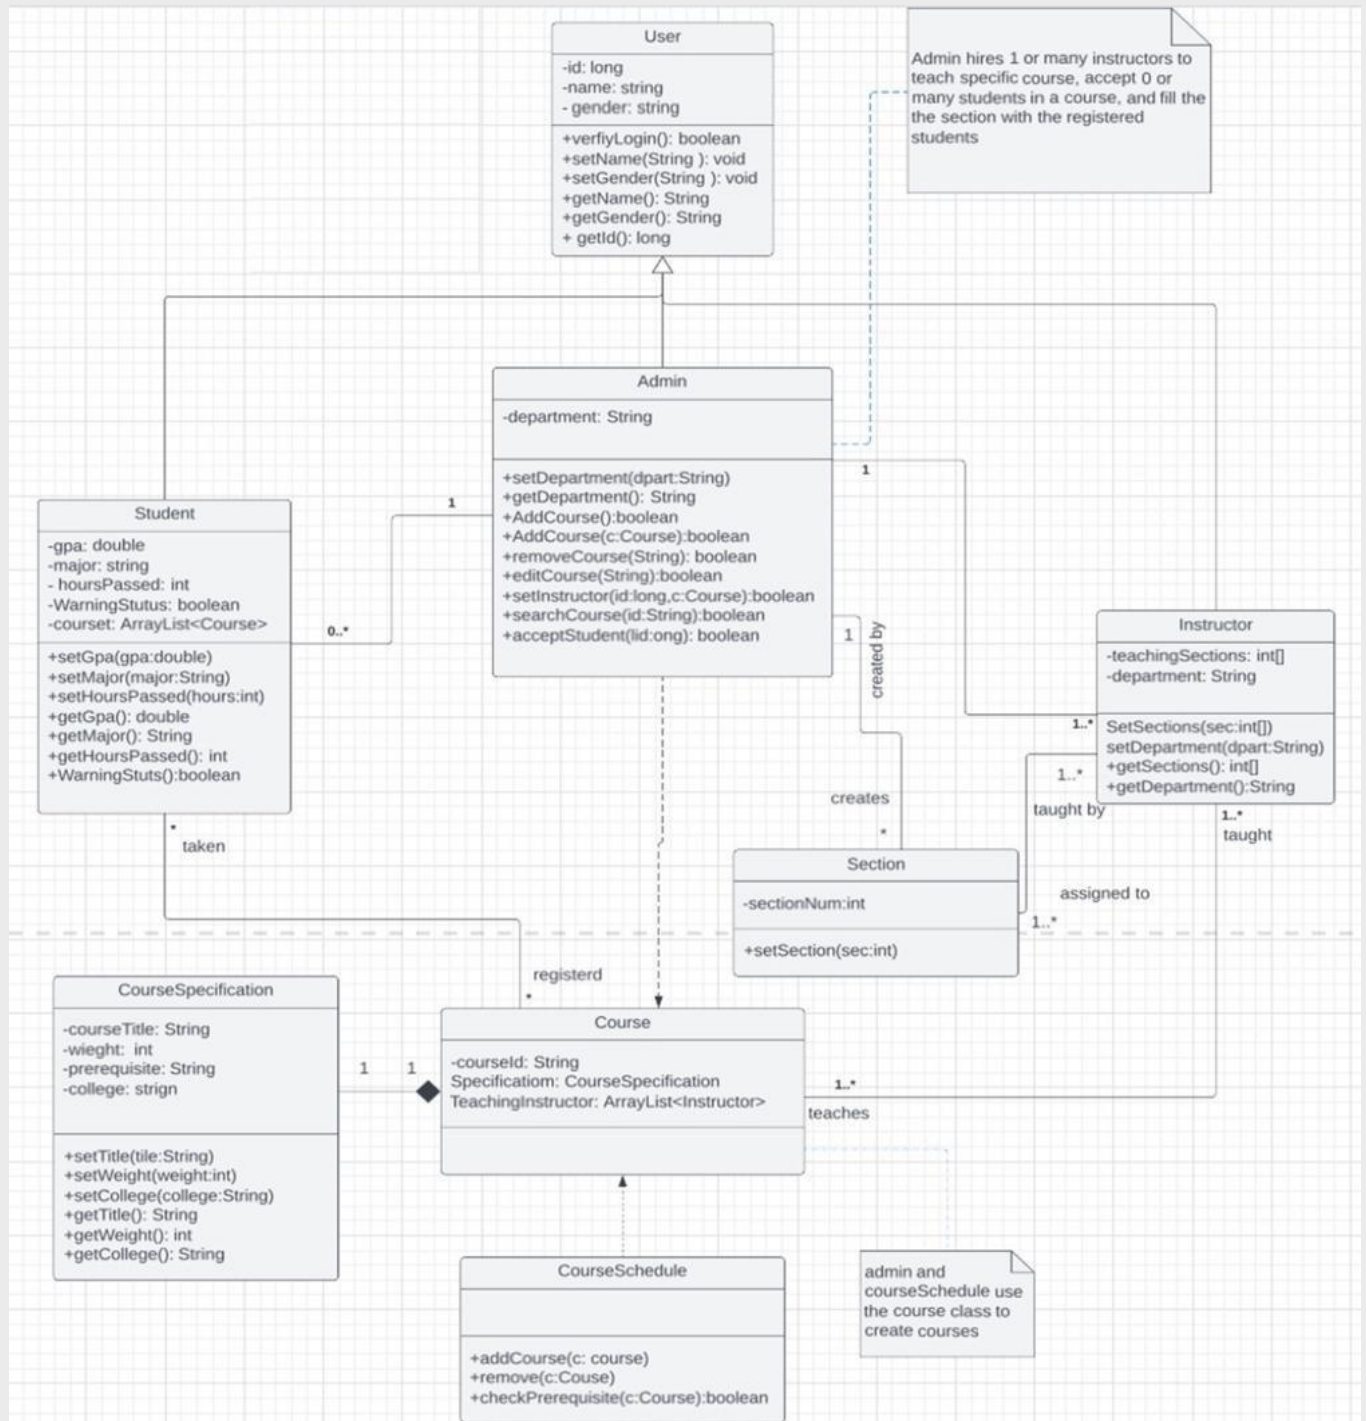 User
-id: long
-name: string
- gender: string
+verfiyLogin(): boolean
+setName(String ): void
+setGender(String ): void
+getName(): String
+getGender(): String
+ getId(): long
Admin hires 1 or many instructors to
teach specific course, accept 0 or
many students in a course, and fill the
the section with the registered
students
Admin
-department: String
+setDepartment(dpart:String)
+getDepartment(): String
+AddCourse():boolean
+AddCourse(c:Course):boolean
+removeCourse(String): boolean
+editCourse(String):boolean
+setInstructor(id:long,c:Course):boolean
+searchCourse(id:String):boolean
+acceptStudent(lid:ong): boolean
1
0..*
1
1..*
Student
-gpa: double
-major: string
- hoursPassed: int
-WarningStutus: boolean
-courset: ArrayList<Course>
+setGpa(gpa:double)
+setMajor(major:String)
+setHoursPassed(hours:int)
+getGpa(): double
+getMajor(): String
+getHoursPassed(): int
+WarningStuts():boolean
*
taken
registerd
*
1
created by
creates
*
Instructor
-teachingSections: int[]
-department: String
SetSections(sec:int[])
setDepartment(dpart:String)
+getSections(): int[]
+getDepartment():String
1..*
taught by
1..*
taught
assigned to
1..*
Section
-sectionNum:int
+setSection(sec:int)
CourseSpecification
-courseTitle: String
-wieght: int
-prerequisite: String
-college: strign
+setTitle(tile:String)
+setWeight(weight:int)
+setCollege(college:String)
+getTitle(): String
+getWeight(): int
+getCollege(): String
1
1
Course
-courseId: String
Specificatiom: CourseSpecification
TeachingInstructor: ArrayList<Instructor>
1..*
teaches
CourseSchedule
+addCourse(c: course)
+remove(c:Couse)
+checkPrerequisite(c:Course):boolean
admin and
courseSchedule use
the course class to
create courses